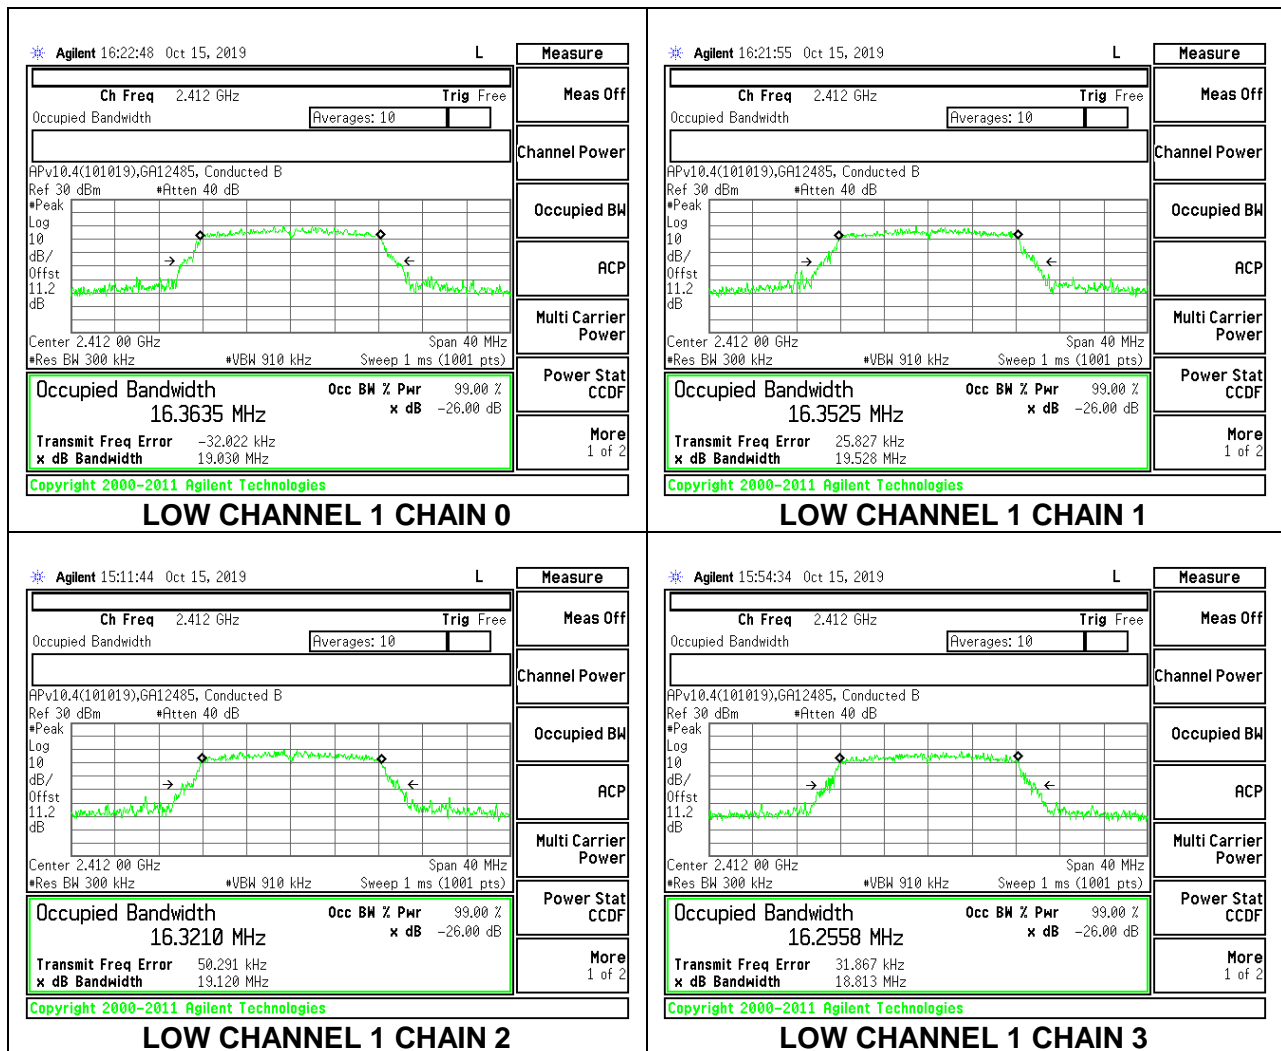 Agilent 16:22:48 Oct 15, 2019 L Measure
Ch Freq 2.412 GHz Trig Free
Occupied Bandwidth Averages: 10
APv10.4(101019),GA12485, Conducted B
Ref 30 dBm #Atten 40 dB
#Peak
Log
10
dB/
Offst
11.2
dB
Center 2.412 00 GHz Span 40 MHz
#Res BW 300 kHz #VBW 910 kHz Sweep 1 ms (1001 pts)
Occupied Bandwidth Occ BW % Pwr 99.00 %
16.3635 MHz x dB -26.00 dB
Transmit Freq Error -32.022 kHz
x dB Bandwidth 19.030 MHz
Copyright 2000-2011 Agilent Technologies
Meas Off
Channel Power
Occupied BW
ACP
Multi Carrier
Power
Power Stat
CCDF
More
1 of 2
LOW CHANNEL 1 CHAIN 0
Agilent 16:21:55 Oct 15, 2019 L Measure
Ch Freq 2.412 GHz Trig Free
Occupied Bandwidth Averages: 10
APv10.4(101019),GA12485, Conducted B
Ref 30 dBm #Atten 40 dB
#Peak
Log
10
dB/
Offst
11.2
dB
Center 2.412 00 GHz Span 40 MHz
#Res BW 300 kHz #VBW 910 kHz Sweep 1 ms (1001 pts)
Occupied Bandwidth Occ BW % Pwr 99.00 %
16.3525 MHz x dB -26.00 dB
Transmit Freq Error 25.827 kHz
x dB Bandwidth 19.528 MHz
Copyright 2000-2011 Agilent Technologies
Meas Off
Channel Power
Occupied BW
ACP
Multi Carrier
Power
Power Stat
CCDF
More
1 of 2
LOW CHANNEL 1 CHAIN 1
Agilent 15:11:44 Oct 15, 2019 L Measure
Ch Freq 2.412 GHz Trig Free
Occupied Bandwidth Averages: 10
APv10.4(101019),GA12485, Conducted B
Ref 30 dBm #Atten 40 dB
#Peak
Log
10
dB/
Offst
11.2
dB
Center 2.412 00 GHz Span 40 MHz
#Res BW 300 kHz #VBW 910 kHz Sweep 1 ms (1001 pts)
Occupied Bandwidth Occ BW % Pwr 99.00 %
16.3210 MHz x dB -26.00 dB
Transmit Freq Error 50.291 kHz
x dB Bandwidth 19.120 MHz
Copyright 2000-2011 Agilent Technologies
Meas Off
Channel Power
Occupied BW
ACP
Multi Carrier
Power
Power Stat
CCDF
More
1 of 2
LOW CHANNEL 1 CHAIN 2
Agilent 15:54:34 Oct 15, 2019 L Measure
Ch Freq 2.412 GHz Trig Free
Occupied Bandwidth Averages: 10
APv10.4(101019),GA12485, Conducted B
Ref 30 dBm #Atten 40 dB
#Peak
Log
10
dB/
Offst
11.2
dB
Center 2.412 00 GHz Span 40 MHz
#Res BW 300 kHz #VBW 910 kHz Sweep 1 ms (1001 pts)
Occupied Bandwidth Occ BW % Pwr 99.00 %
16.2558 MHz x dB -26.00 dB
Transmit Freq Error 31.867 kHz
x dB Bandwidth 18.813 MHz
Copyright 2000-2011 Agilent Technologies
Meas Off
Channel Power
Occupied BW
ACP
Multi Carrier
Power
Power Stat
CCDF
More
1 of 2
LOW CHANNEL 1 CHAIN 3